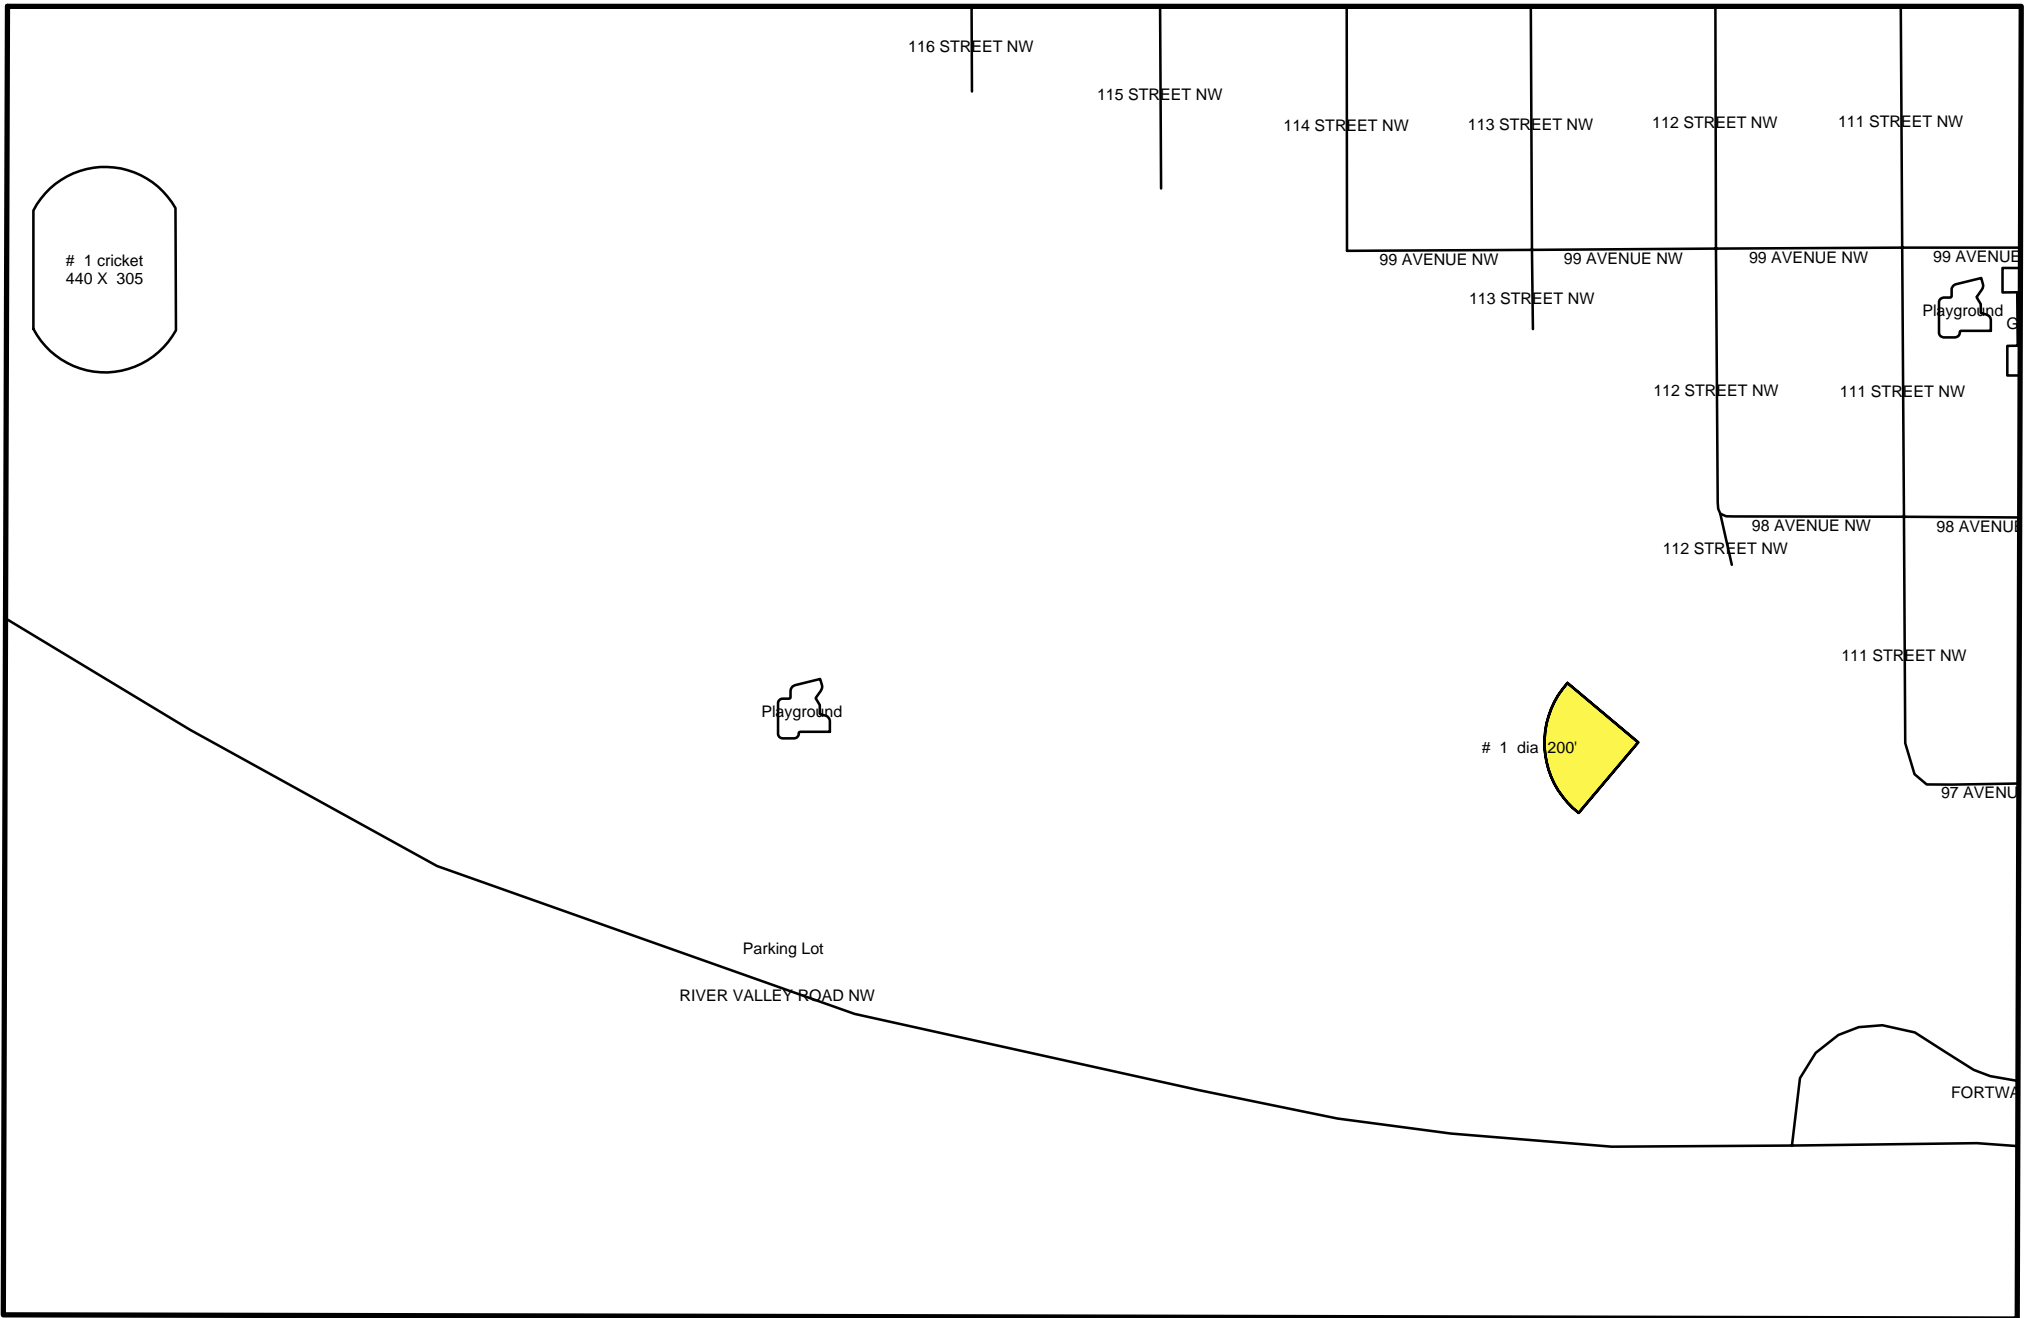 116 STREET NW
115 STREET NW
114 STREET NW
113 STREET NW
112 STREET NW
111 STREET NW
# 1 cricket
440 X 305
99 AVENUE NW
99 AVENUE NW
99 AVENUE NW
99 AVENUE
113 STREET NW
Playground
G
112 STREET NW
111 STREET NW
98 AVENUE NW
98 AVENUE
112 STREET NW
111 STREET NW
Playground
# 1 dia 200'
97 AVENU
Parking Lot
RIVER VALLEY ROAD NW
FORTWA